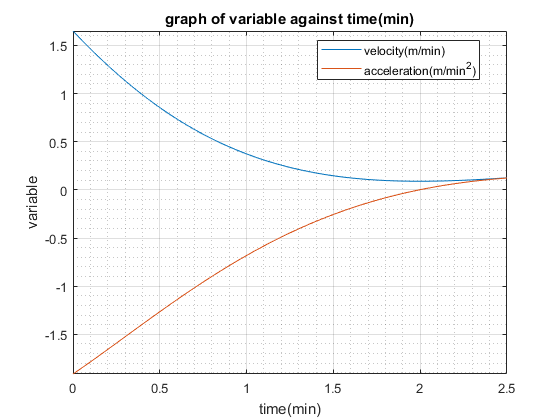 graph of variable against time(min)
velocity(m/min)
acceleration(m/min²)
1.5
1
0.5
0
-0.5
-1
-1.5
variable
0
0.5
1
1.5
2
2.5
time(min)